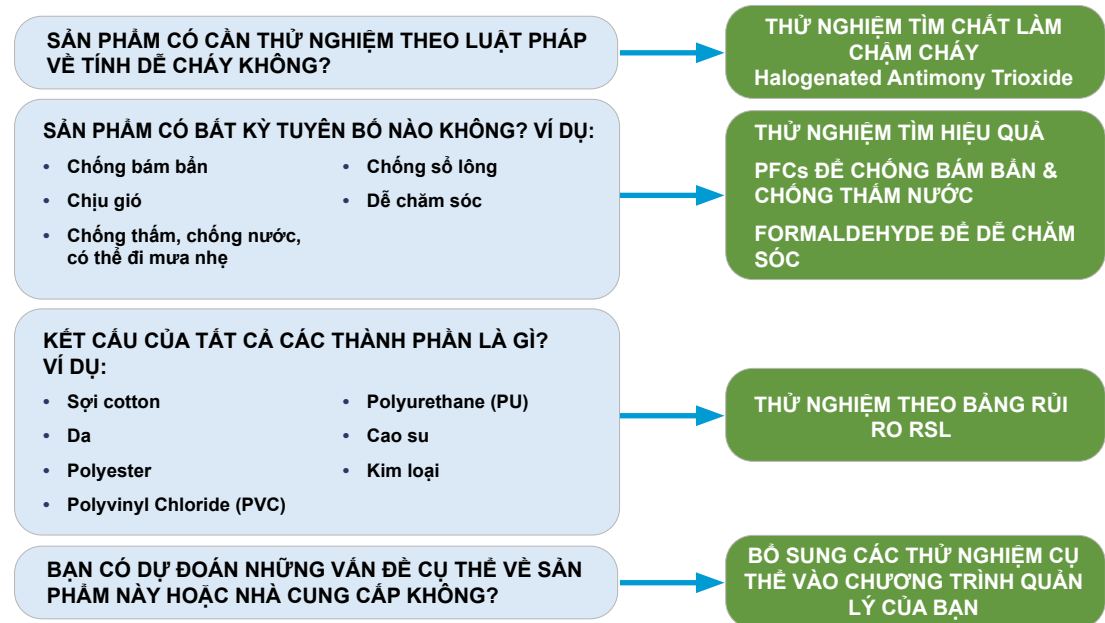 SẢN PHẨM CÓ CẦN THỬ NGHIỆM THEO LUẬT PHÁP
VỀ TÍNH DỄ CHÁY KHÔNG?
THỬ NGHIỆM TÌM CHẤT LÀM
CHẬM CHÁY
Halogenated Antimony Trioxide
SẢN PHẨM CÓ BẤT KỲ TUYÊN BỐ NÀO KHÔNG? VÍ DỤ:
• Chống bám bẩn
• Chịu gió
• Chống thấm, chống nước,
có thể đi mưa nhẹ
• Chống sổ lông
• Dễ chăm sóc
THỬ NGHIỆM TÌM HIỆU QUẢ
PFCs ĐỂ CHỐNG BÁM BẨN &
CHỐNG THẤM NƯỚC
FORMALDEHYDE ĐỂ DỄ CHĂM
SÓC
KẾT CẤU CỦA TẤT CẢ CÁC THÀNH PHẦN LÀ GÌ?
VÍ DỤ:
• Sợi cotton
• Da
• Polyester
• Polyvinyl Chloride (PVC)
• Polyurethane (PU)
• Cao su
• Kim loại
THỬ NGHIỆM THEO BẢNG RỦI
RO RSL
BẠN CÓ DỰ ĐOÁN NHỮNG VẤN ĐỀ CỤ THỂ VỀ SẢN
PHẨM NÀY HOẶC NHÀ CUNG CẤP KHÔNG?
BỔ SUNG CÁC THỬ NGHIỆM CỤ
THỂ VÀO CHƯƠNG TRÌNH QUẢN
LÝ CỦA BẠN